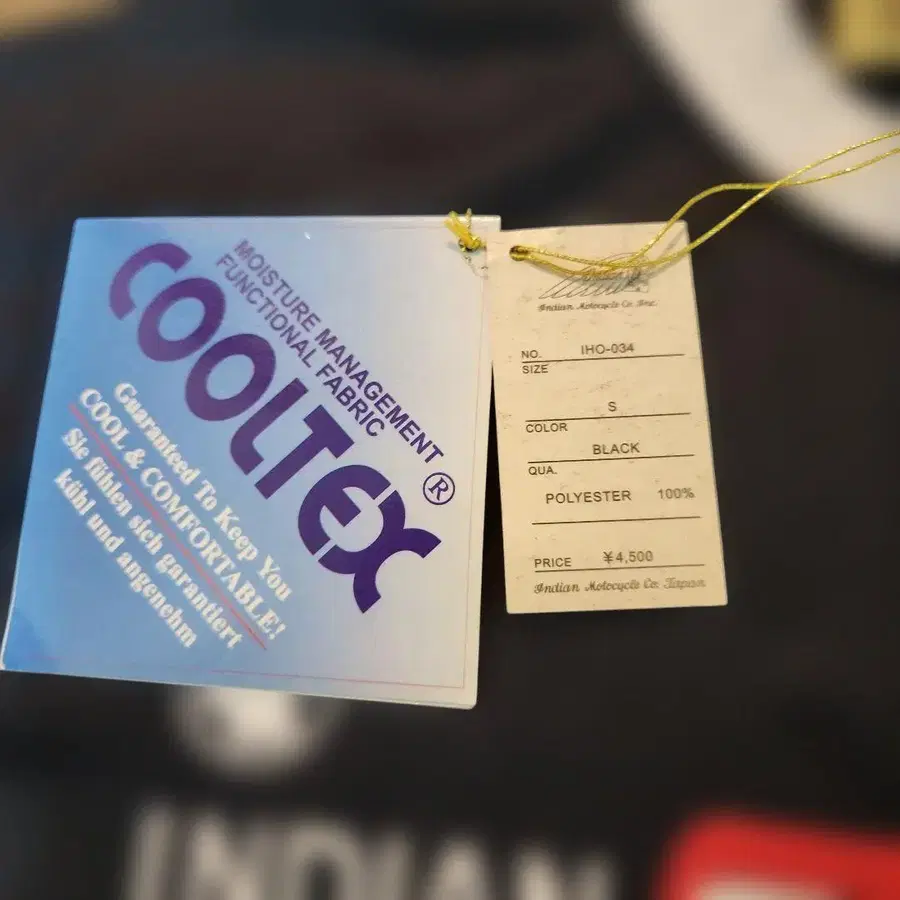 MOISTURE MANAGEMENT
FUNCTIONAL FABRIC
COOLTEX®
Guaranteed To Keep You
COOL & COMFORTABLE!
Sie fühlen sich garantiert
kühl und angenehm
Indian Motocycle Co. Inc.
NO. IHO-034
SIZE
S
COLOR
BLACK
QUA.
POLYESTER 100%
PRICE ¥4,500
Indian Motocycle Co. Japan
INDIAN